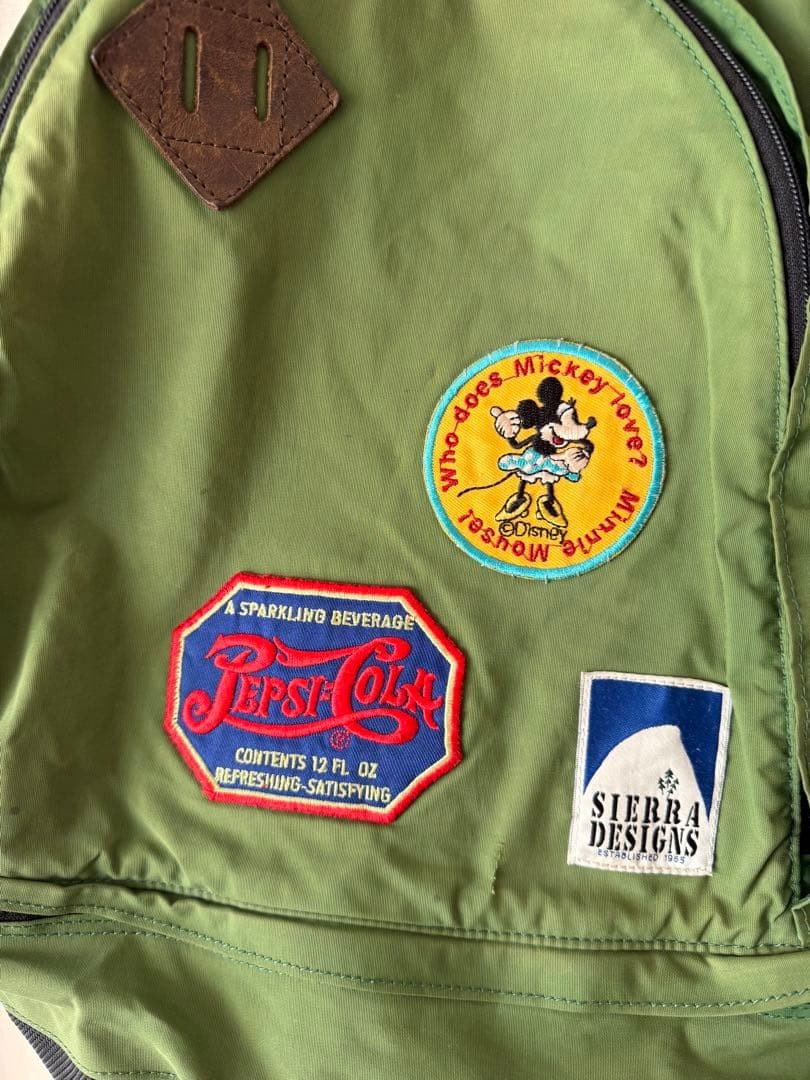 Who does Mickey love?
Minnie Mouse!
©Disney
A SPARKLING BEVERAGE
PEPSI=COLA
®
CONTENTS 12 FL OZ
REFRESHING-SATISFYING
SIERRA
DESIGNS
ESTABLISHED 1965